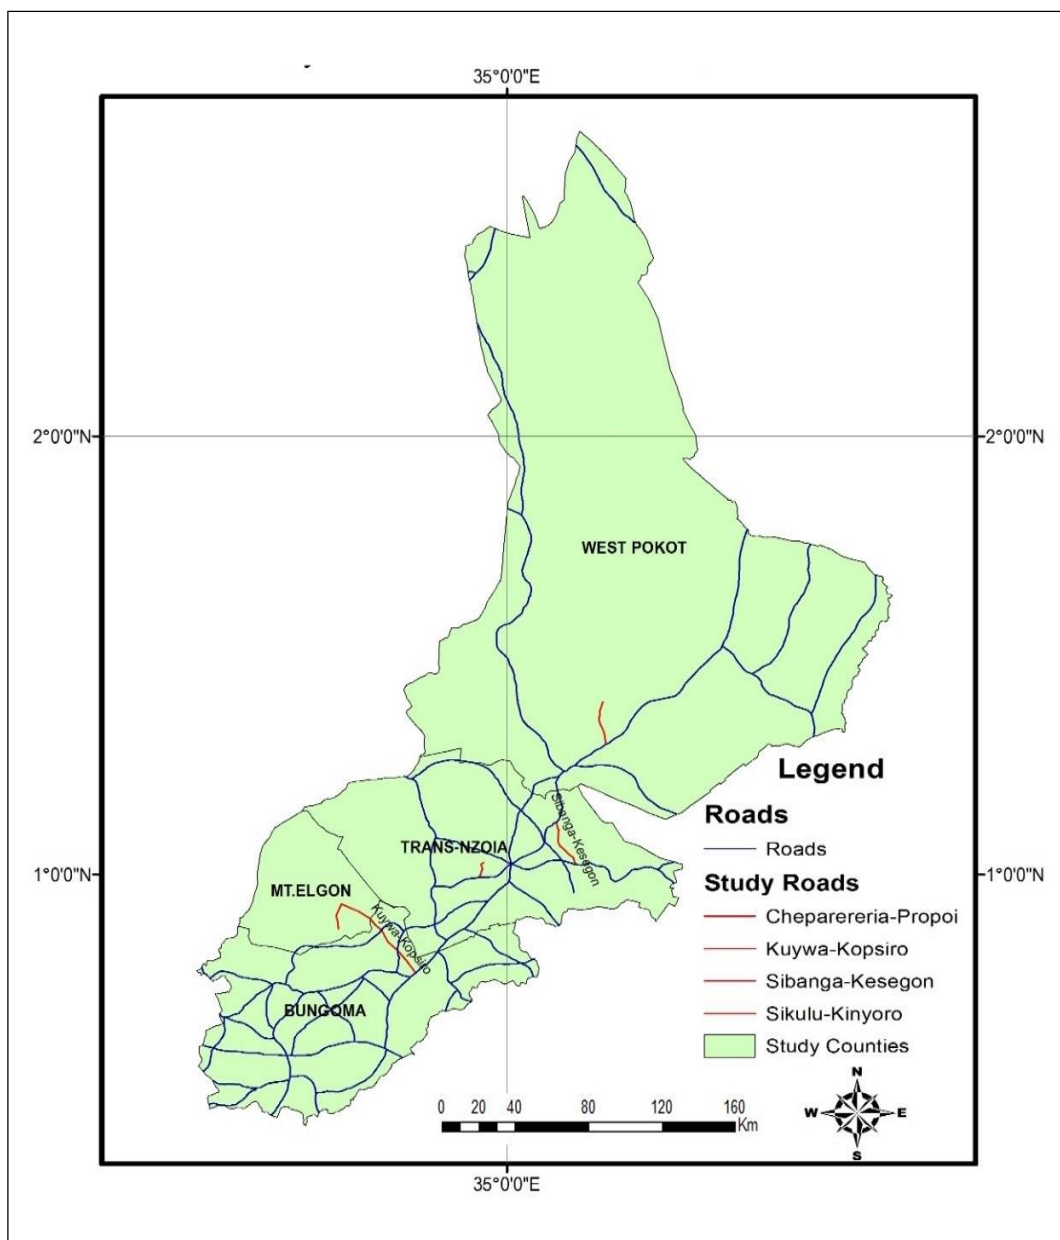 35°0'0"E
2°0'0"N
2°0'0"N
WEST POKOT
Legend
Roads
Roads
Study Roads
Cheparereria-Propoi
Kuywa-Kopsiro
Sibanga-Kesegon
Sikulu-Kinyoro
Study Counties
Sibanga-Kesegon
TRANS-NZOIA
1°0'0"N
1°0'0"N
MT.ELGON
Kuywa-Kopsiro
BUNGOMA
N
W E
S
0 20 40 80 120 160
Km
35°0'0"E